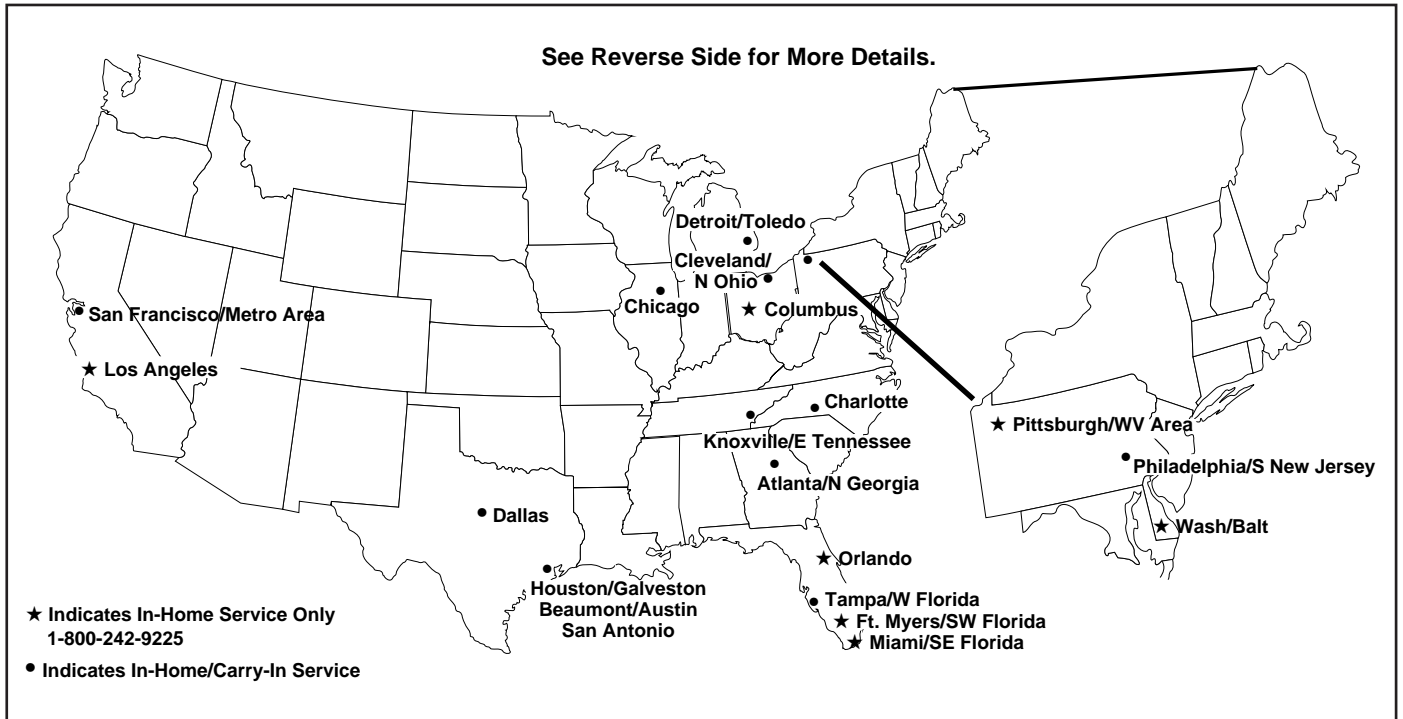 See Reverse Side for More Details.
Detroit/Toledo
Cleveland/
N Ohio
Chicago
Columbus
San Francisco/Metro Area
Los Angeles
Charlotte
Knoxville/E Tennessee
Atlanta/N Georgia
Pittsburgh/WV Area
Philadelphia/S New Jersey
Wash/Balt
Dallas
Orlando
Houston/Galveston
Beaumont/Austin
San Antonio
Tampa/W Florida
Ft. Myers/SW Florida
Miami/SE Florida
★ Indicates In-Home Service Only
1-800-242-9225
• Indicates In-Home/Carry-In Service